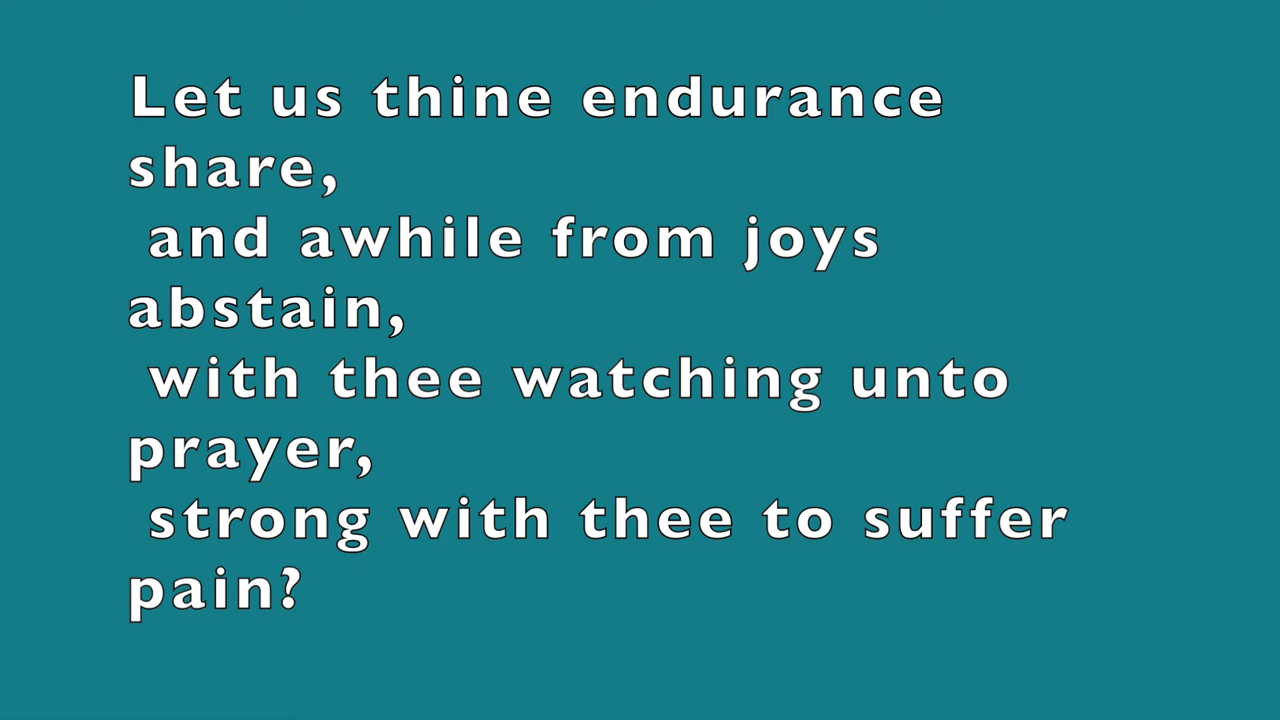 Let us thine endurance
share,
and awhile from joys
abstain,
with thee watching unto
prayer,
strong with thee to suffer
pain?